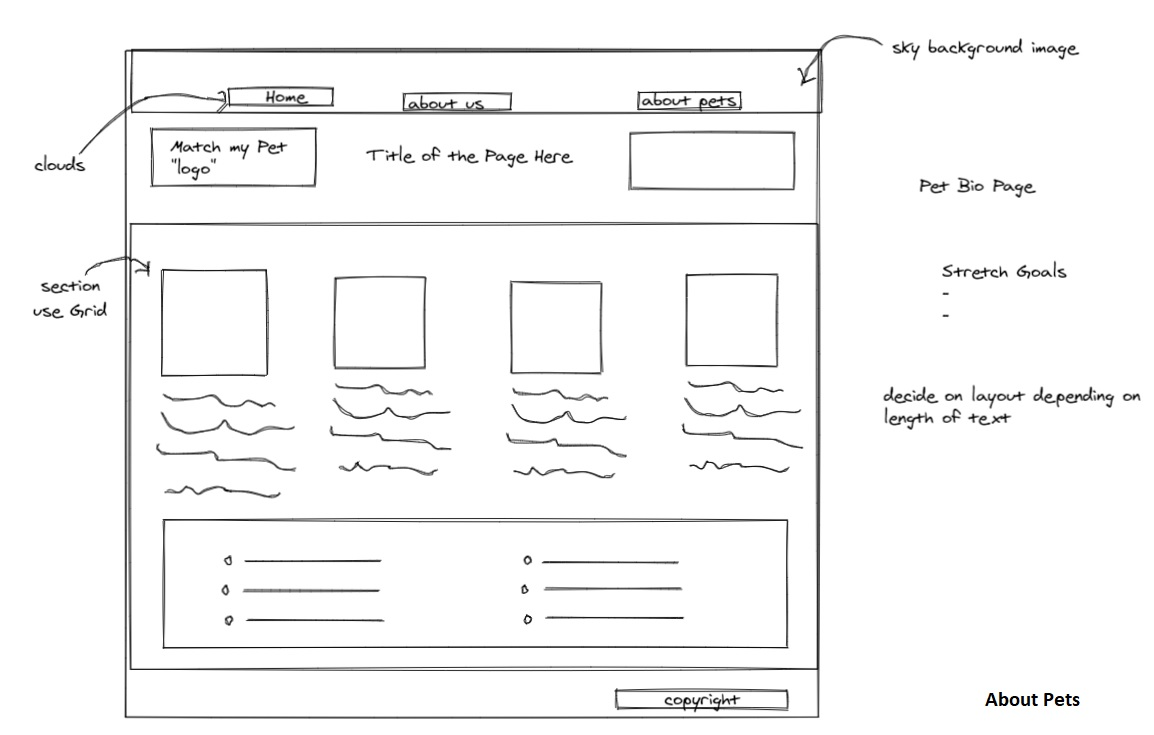 sky background image
Home
about us
about pets
clouds
Match my Pet
"logo"
Title of the Page Here
Pet Bio Page
section
use Grid
Stretch Goals
-
-
decide on layout depending on
length of text
copyright
About Pets